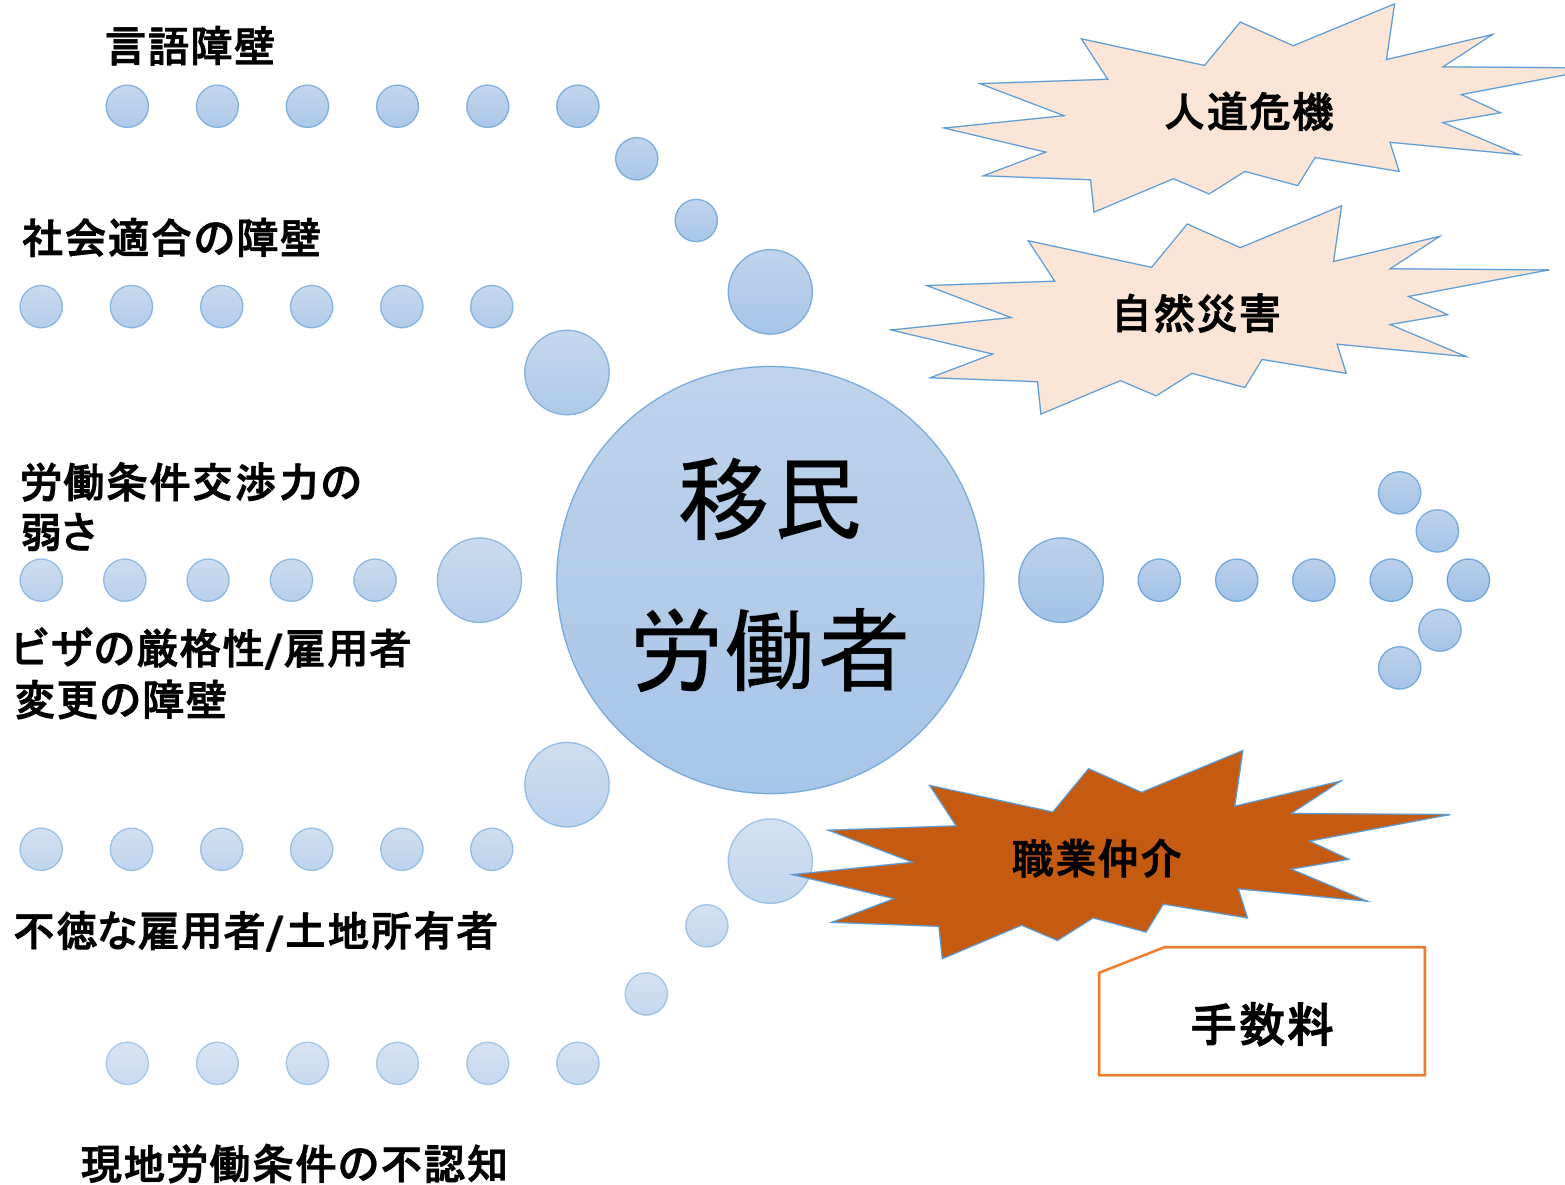 言語障壁
人道危機
社会適合の障壁
自然災害
移民
労働者
労働条件交渉力の
弱さ
ビザの厳格性/雇用者
変更の障壁
職業仲介
不徳な雇用者/土地所有者
手数料
現地労働条件の不認知